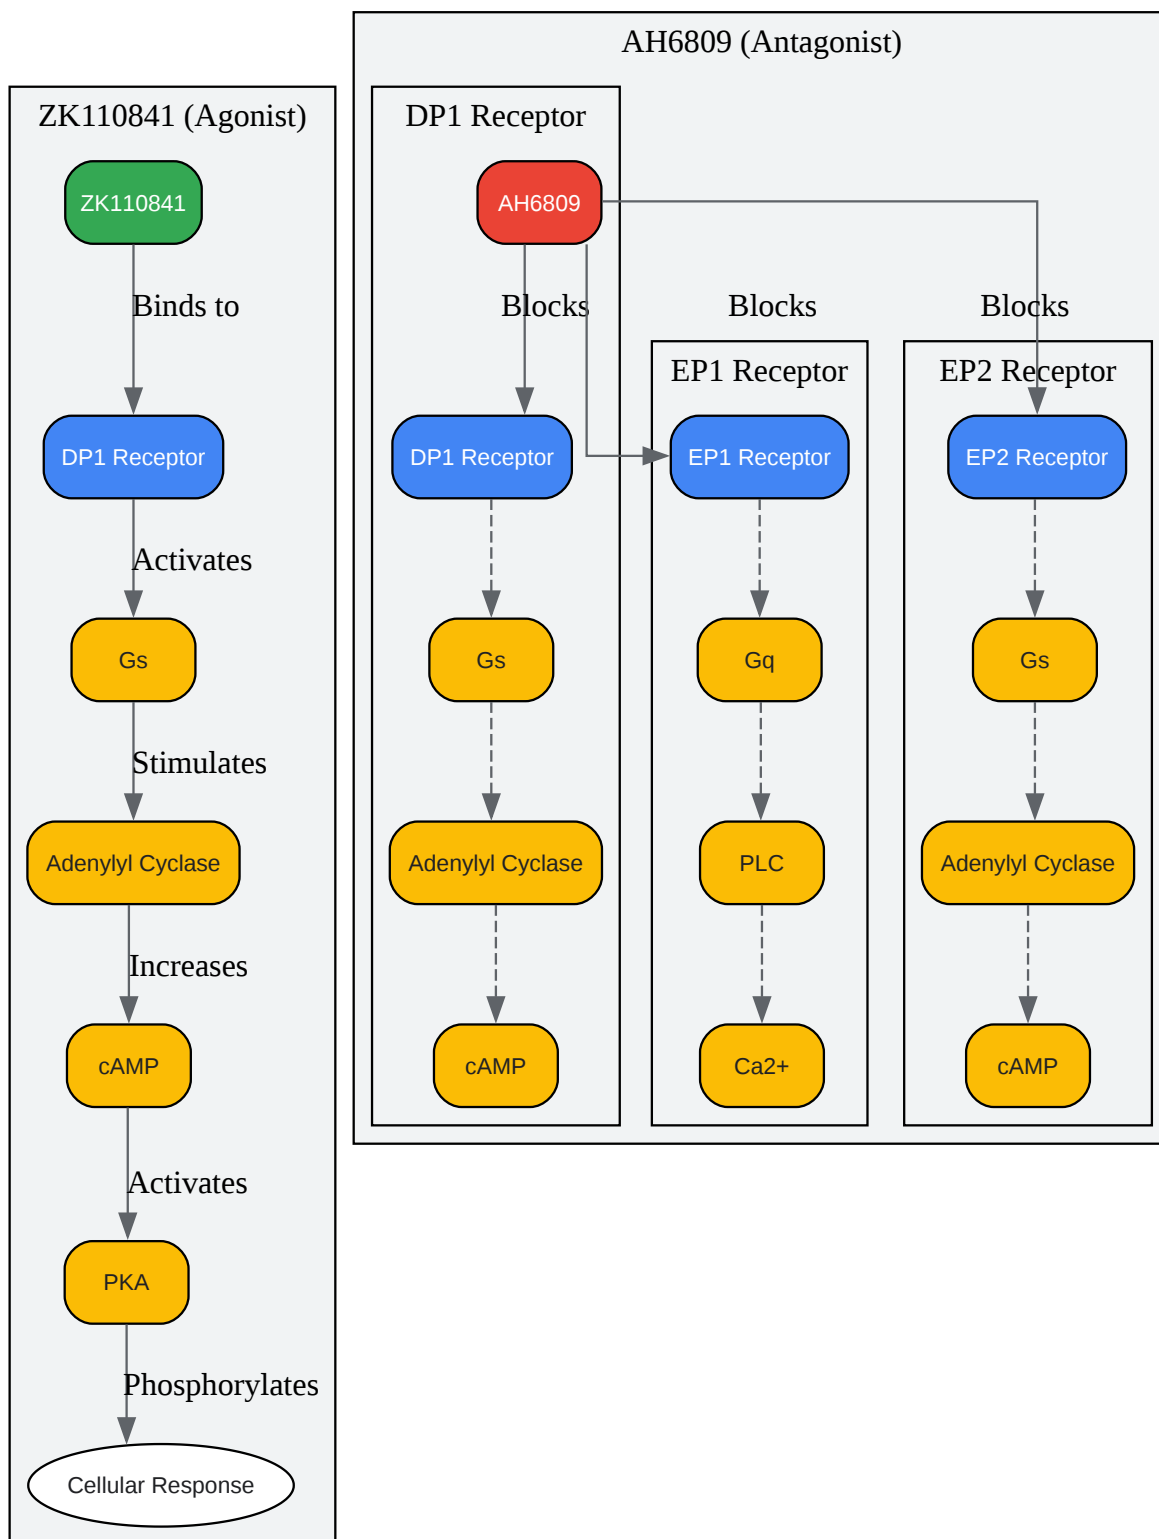 AH6809 (Antagonist)
ZK110841 (Agonist)
ZK110841
Binds to
DP1 Receptor
Activates
Gs
Stimulates
Adenylyl Cyclase
Increases
cAMP
Activates
PKA
Phosphorylates
Cellular Response
DP1 Receptor
AH6809
Blocks
DP1 Receptor
Gs
Adenylyl Cyclase
cAMP
Blocks
EP1 Receptor
EP1 Receptor
Gq
PLC
Ca2+
Blocks
EP2 Receptor
EP2 Receptor
Gs
Adenylyl Cyclase
cAMP